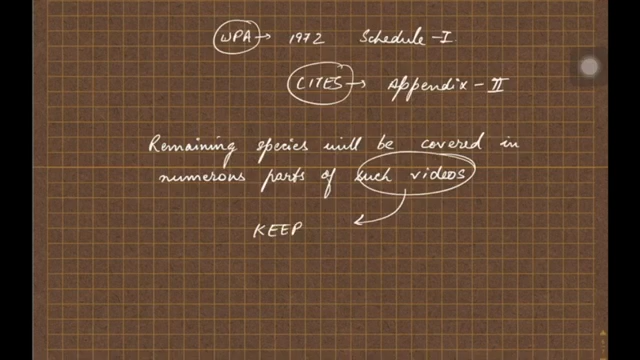 WPA → 1972 Schedule-I
CITES → Appendix-II
Remaining species will be covered in
numerous parts of such videos
KEEP